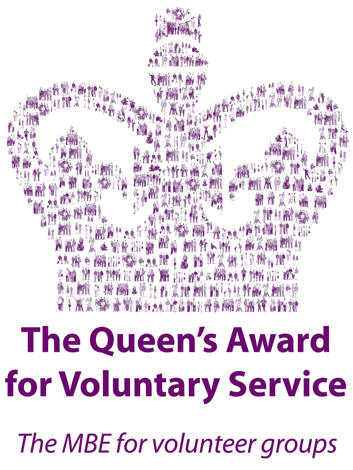 The Queen’s Award
for Voluntary Service
The MBE for volunteer groups